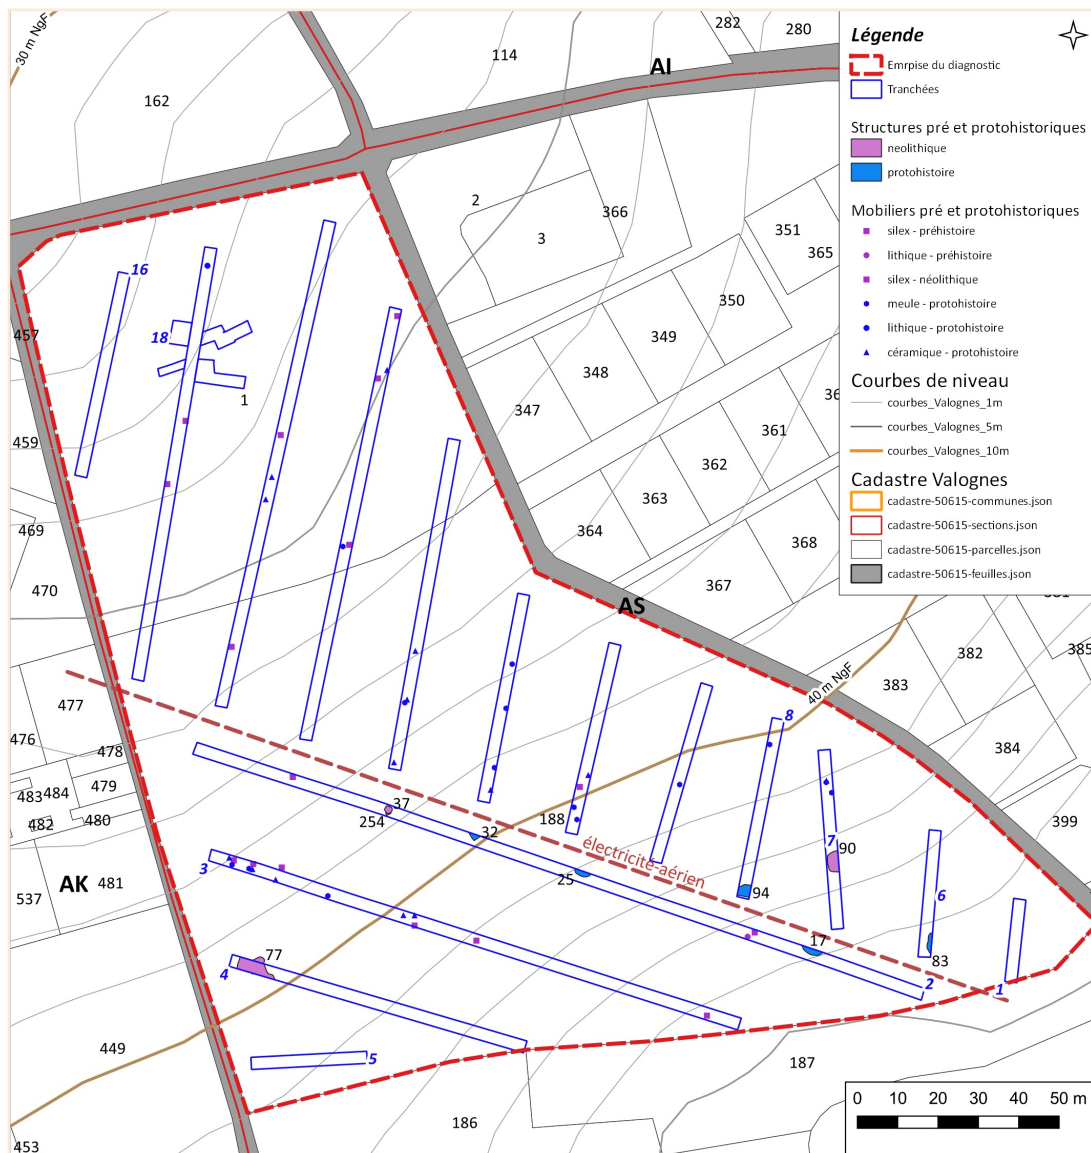 30 m NgF
162
114
282
280
AI
2
3
366
351
365
350
349
348
347
16
18
1
457
459
469
470
361
362
363
364
368
367
AS
40 m NgF
382
383
384
385
399
477
476
478
479
483
484
482
480
481
537
AK
449
453
8
7
6
1
2
3
4
5
37
254
32
188
25
électricité-aérien
90
94
17
83
77
187
186
Légende
Emrpise du diagnostic
Tranchées
Structures pré et protohistoriques
neolithique
protohistoire
Mobiliers pré et protohistoriques
silex - préhistoire
lithique - préhistoire
silex - néolithique
meule - protohistoire
lithique - protohistoire
céramique - protohistoire
Courbes de niveau
courbes_Valognes_1m
courbes_Valognes_5m
courbes_Valognes_10m
Cadastre Valognes
cadastre-50615-communes.json
cadastre-50615-sections.json
cadastre-50615-parcelles.json
cadastre-50615-feuilles.json
0 10 20 30 40 50 m